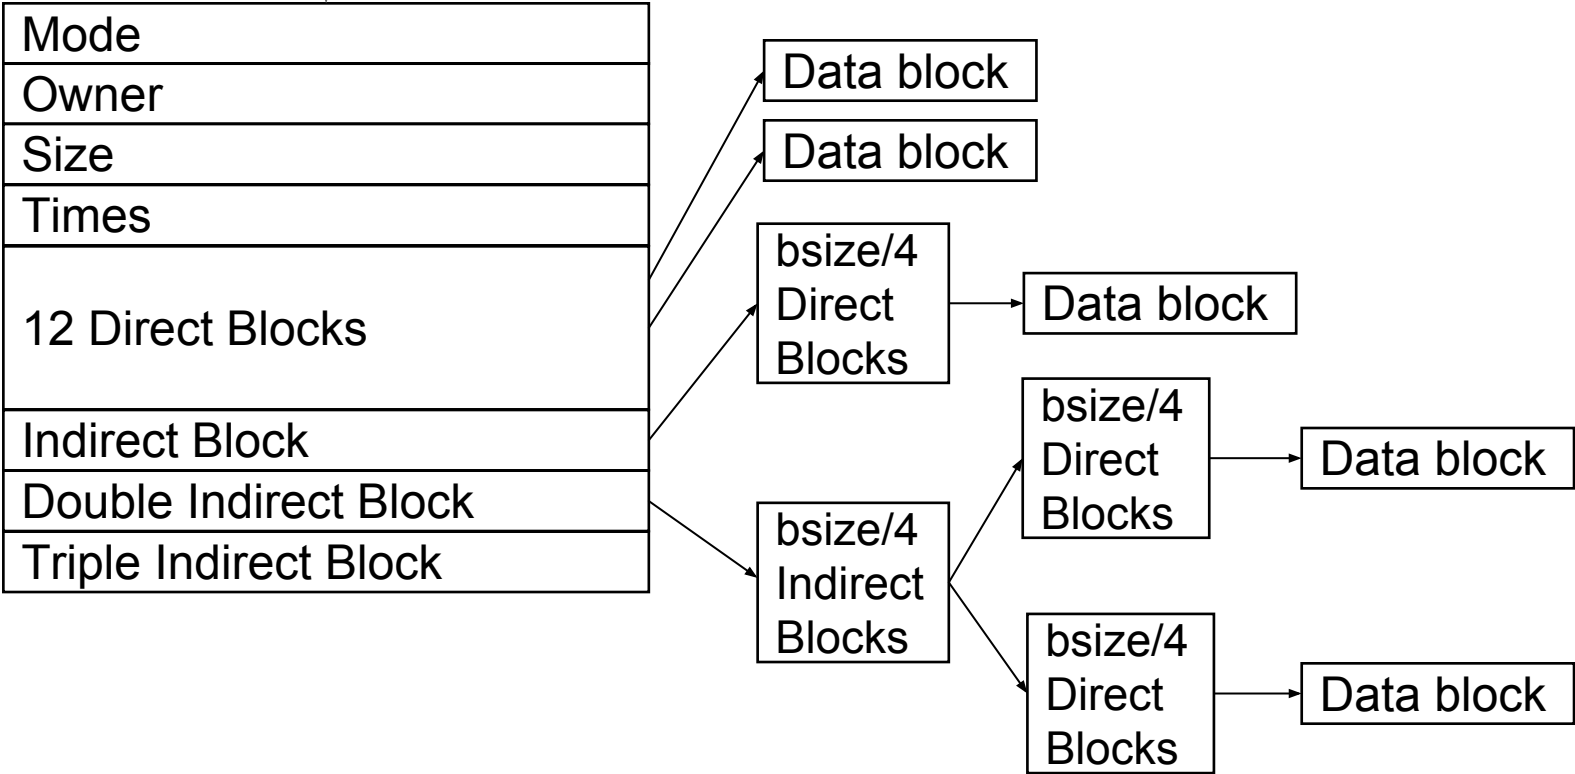 Mode
Owner
Size
Times
12 Direct Blocks
Indirect Block
Double Indirect Block
Triple Indirect Block
Data block
Data block
bsize/4
Direct
Blocks
Data block
bsize/4
Indirect
Blocks
bsize/4
Direct
Blocks
Data block
bsize/4
Direct
Blocks
Data block